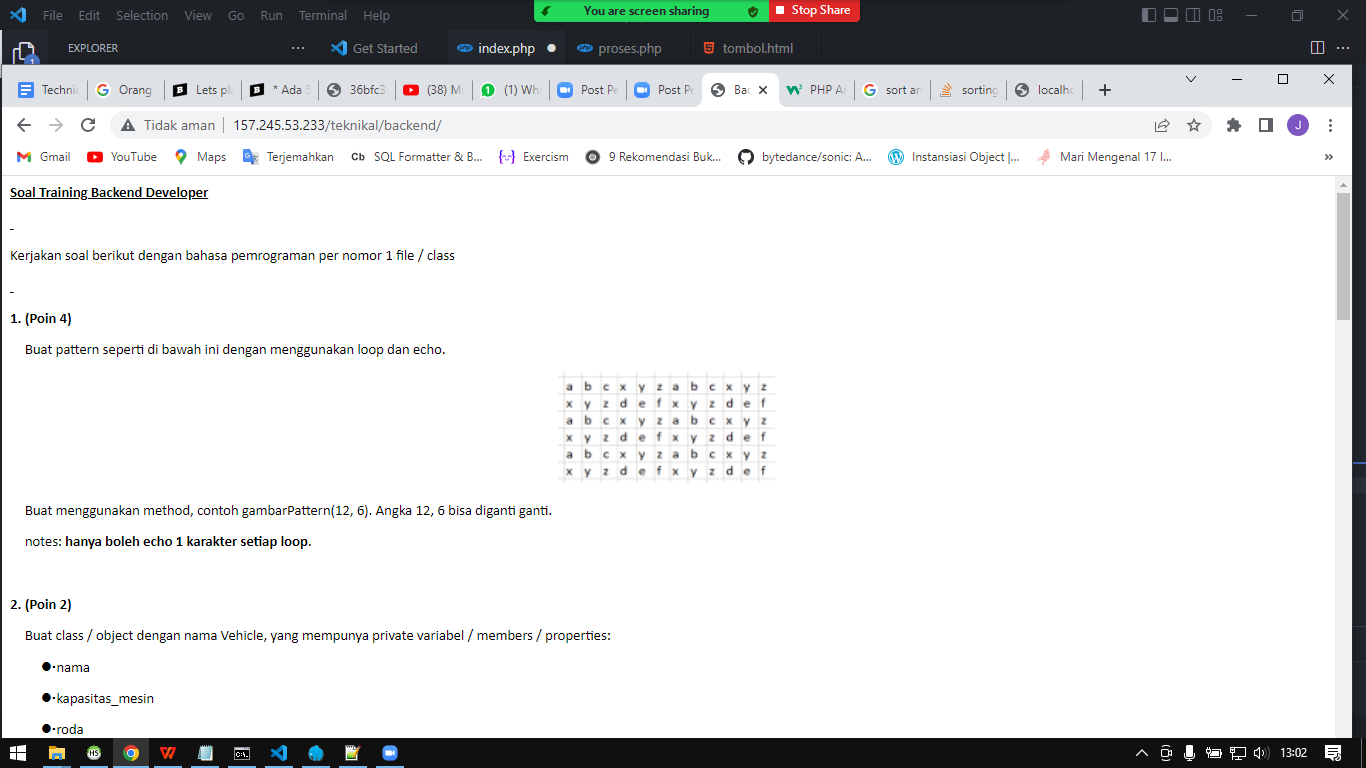 File Edit Selection View Go Run Terminal Help
You are screen sharing
Stop Share
EXPLORER
Get Started
index.php
proses.php
tombol.html
1
Technic
Orang
Lets pla
* Ada S
36bfc3
(38) Mu
(1) Wha
Post Pe
Post Pe
Bac
PHP Ar
sort arr
sorting
localho
Tidak aman | 157.245.53.233/teknikal/backend/
J
Gmail
YouTube
Maps
Terjemahkan
Cb SQL Formatter & B...
Exercism
9 Rekomendasi Buk...
bytedance/sonic: A...
Instansiasi Object |...
Mari Mengenal 17 I...
»
Soal Training Backend Developer
-
Kerjakan soal berikut dengan bahasa pemrograman per nomor 1 file / class
-
1. (Poin 4)
Buat pattern seperti di bawah ini dengan menggunakan loop dan echo.
a b c x y z a b c x y z
x y z d e f x y z d e f
a b c x y z a b c x y z
x y z d e f x y z d e f
a b c x y z a b c x y z
x y z d e f x y z d e f
Buat menggunakan method, contoh gambarPattern(12, 6). Angka 12, 6 bisa diganti ganti.
notes: hanya boleh echo 1 karakter setiap loop.
2. (Poin 2)
Buat class / object dengan nama Vehicle, yang mempunya private variabel / members / properties:
●·nama
●·kapasitas_mesin
●·roda
13:02